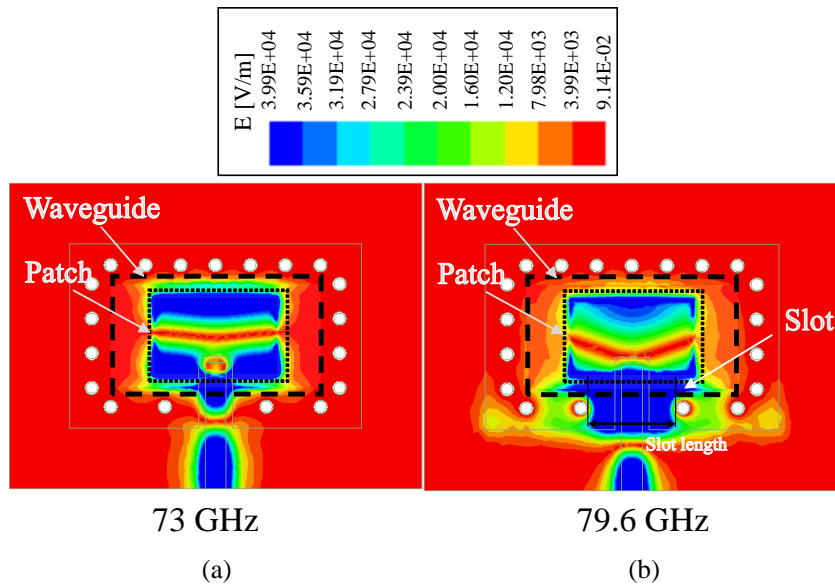 E [V/m]
3.99E+04
3.59E+04
3.19E+04
2.79E+04
2.39E+04
2.00E+04
1.60E+04
1.20E+04
7.98E+03
3.99E+03
9.14E-02
Waveguide
Patch
Waveguide
Patch
Slot
Slot length
73 GHz
79.6 GHz
(a)
(b)